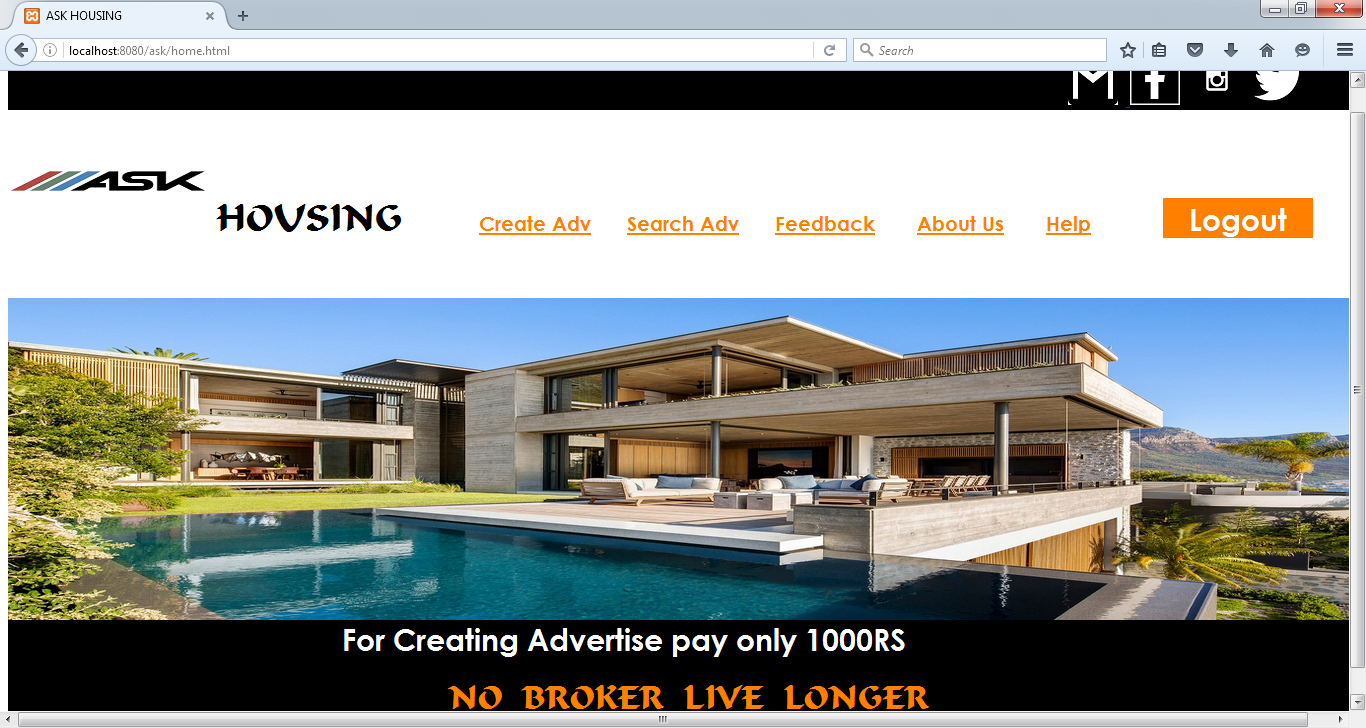 ASK HOUSING
localhost:8080/ask/home.html
Search
ASK
HOUSING
Create Adv Search Adv Feedback About Us Help Logout
For Creating Advertise pay only 1000RS
NO BROKER LIVE LONGER